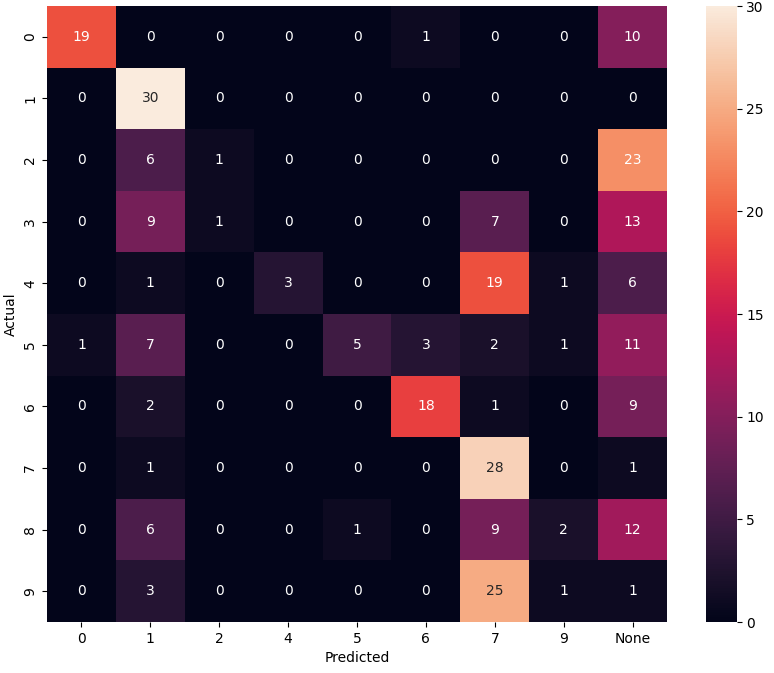 0 19 0 0 0 0 1 0 0 10
1 0 30 0 0 0 0 0 0 0
2 0 6 1 0 0 0 0 0 23
3 0 9 1 0 0 0 7 0 13
4 0 1 0 3 0 0 19 1 6
5 1 7 0 0 5 3 2 1 11
6 0 2 0 0 0 18 1 0 9
7 0 1 0 0 0 0 28 0 1
8 0 6 0 0 1 0 9 2 12
9 0 3 0 0 0 0 25 1 1
0 1 2 4 5 6 7 9 None
Predicted
Actual
30
25
20
15
10
5
0